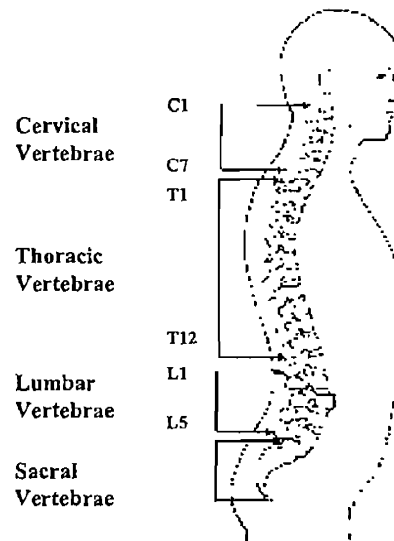 C1
Cervical
Vertebrae
C7
T1
Thoracic
Vertebrae
T12
L1
Lumbar
Vertebrae
L5
Sacral
Vertebrae